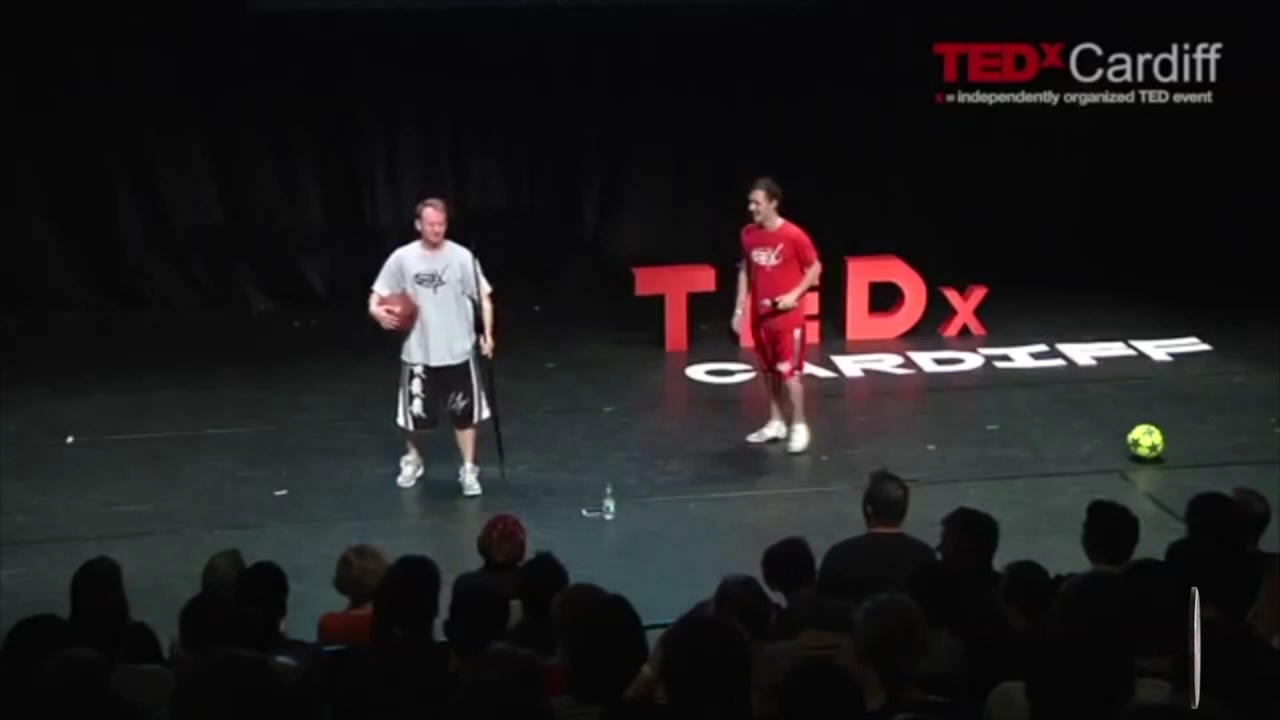 TEDx Cardiff
x = independently organized TED event
TEDx
CARDIFF